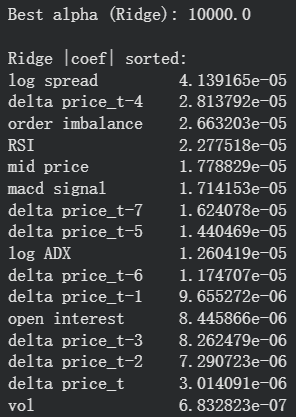 Best alpha (Ridge): 10000.0

Ridge |coef| sorted:
log spread 4.139165e-05
delta price_t-4 2.813792e-05
order imbalance 2.663203e-05
RSI 2.277518e-05
mid price 1.778829e-05
macd signal 1.714153e-05
delta price_t-7 1.624078e-05
delta price_t-5 1.440469e-05
log ADX 1.260419e-05
delta price_t-6 1.174707e-05
delta price_t-1 9.655272e-06
open interest 8.445866e-06
delta price_t-3 8.262479e-06
delta price_t-2 7.290723e-06
delta price_t 3.014091e-06
vol 6.832823e-07